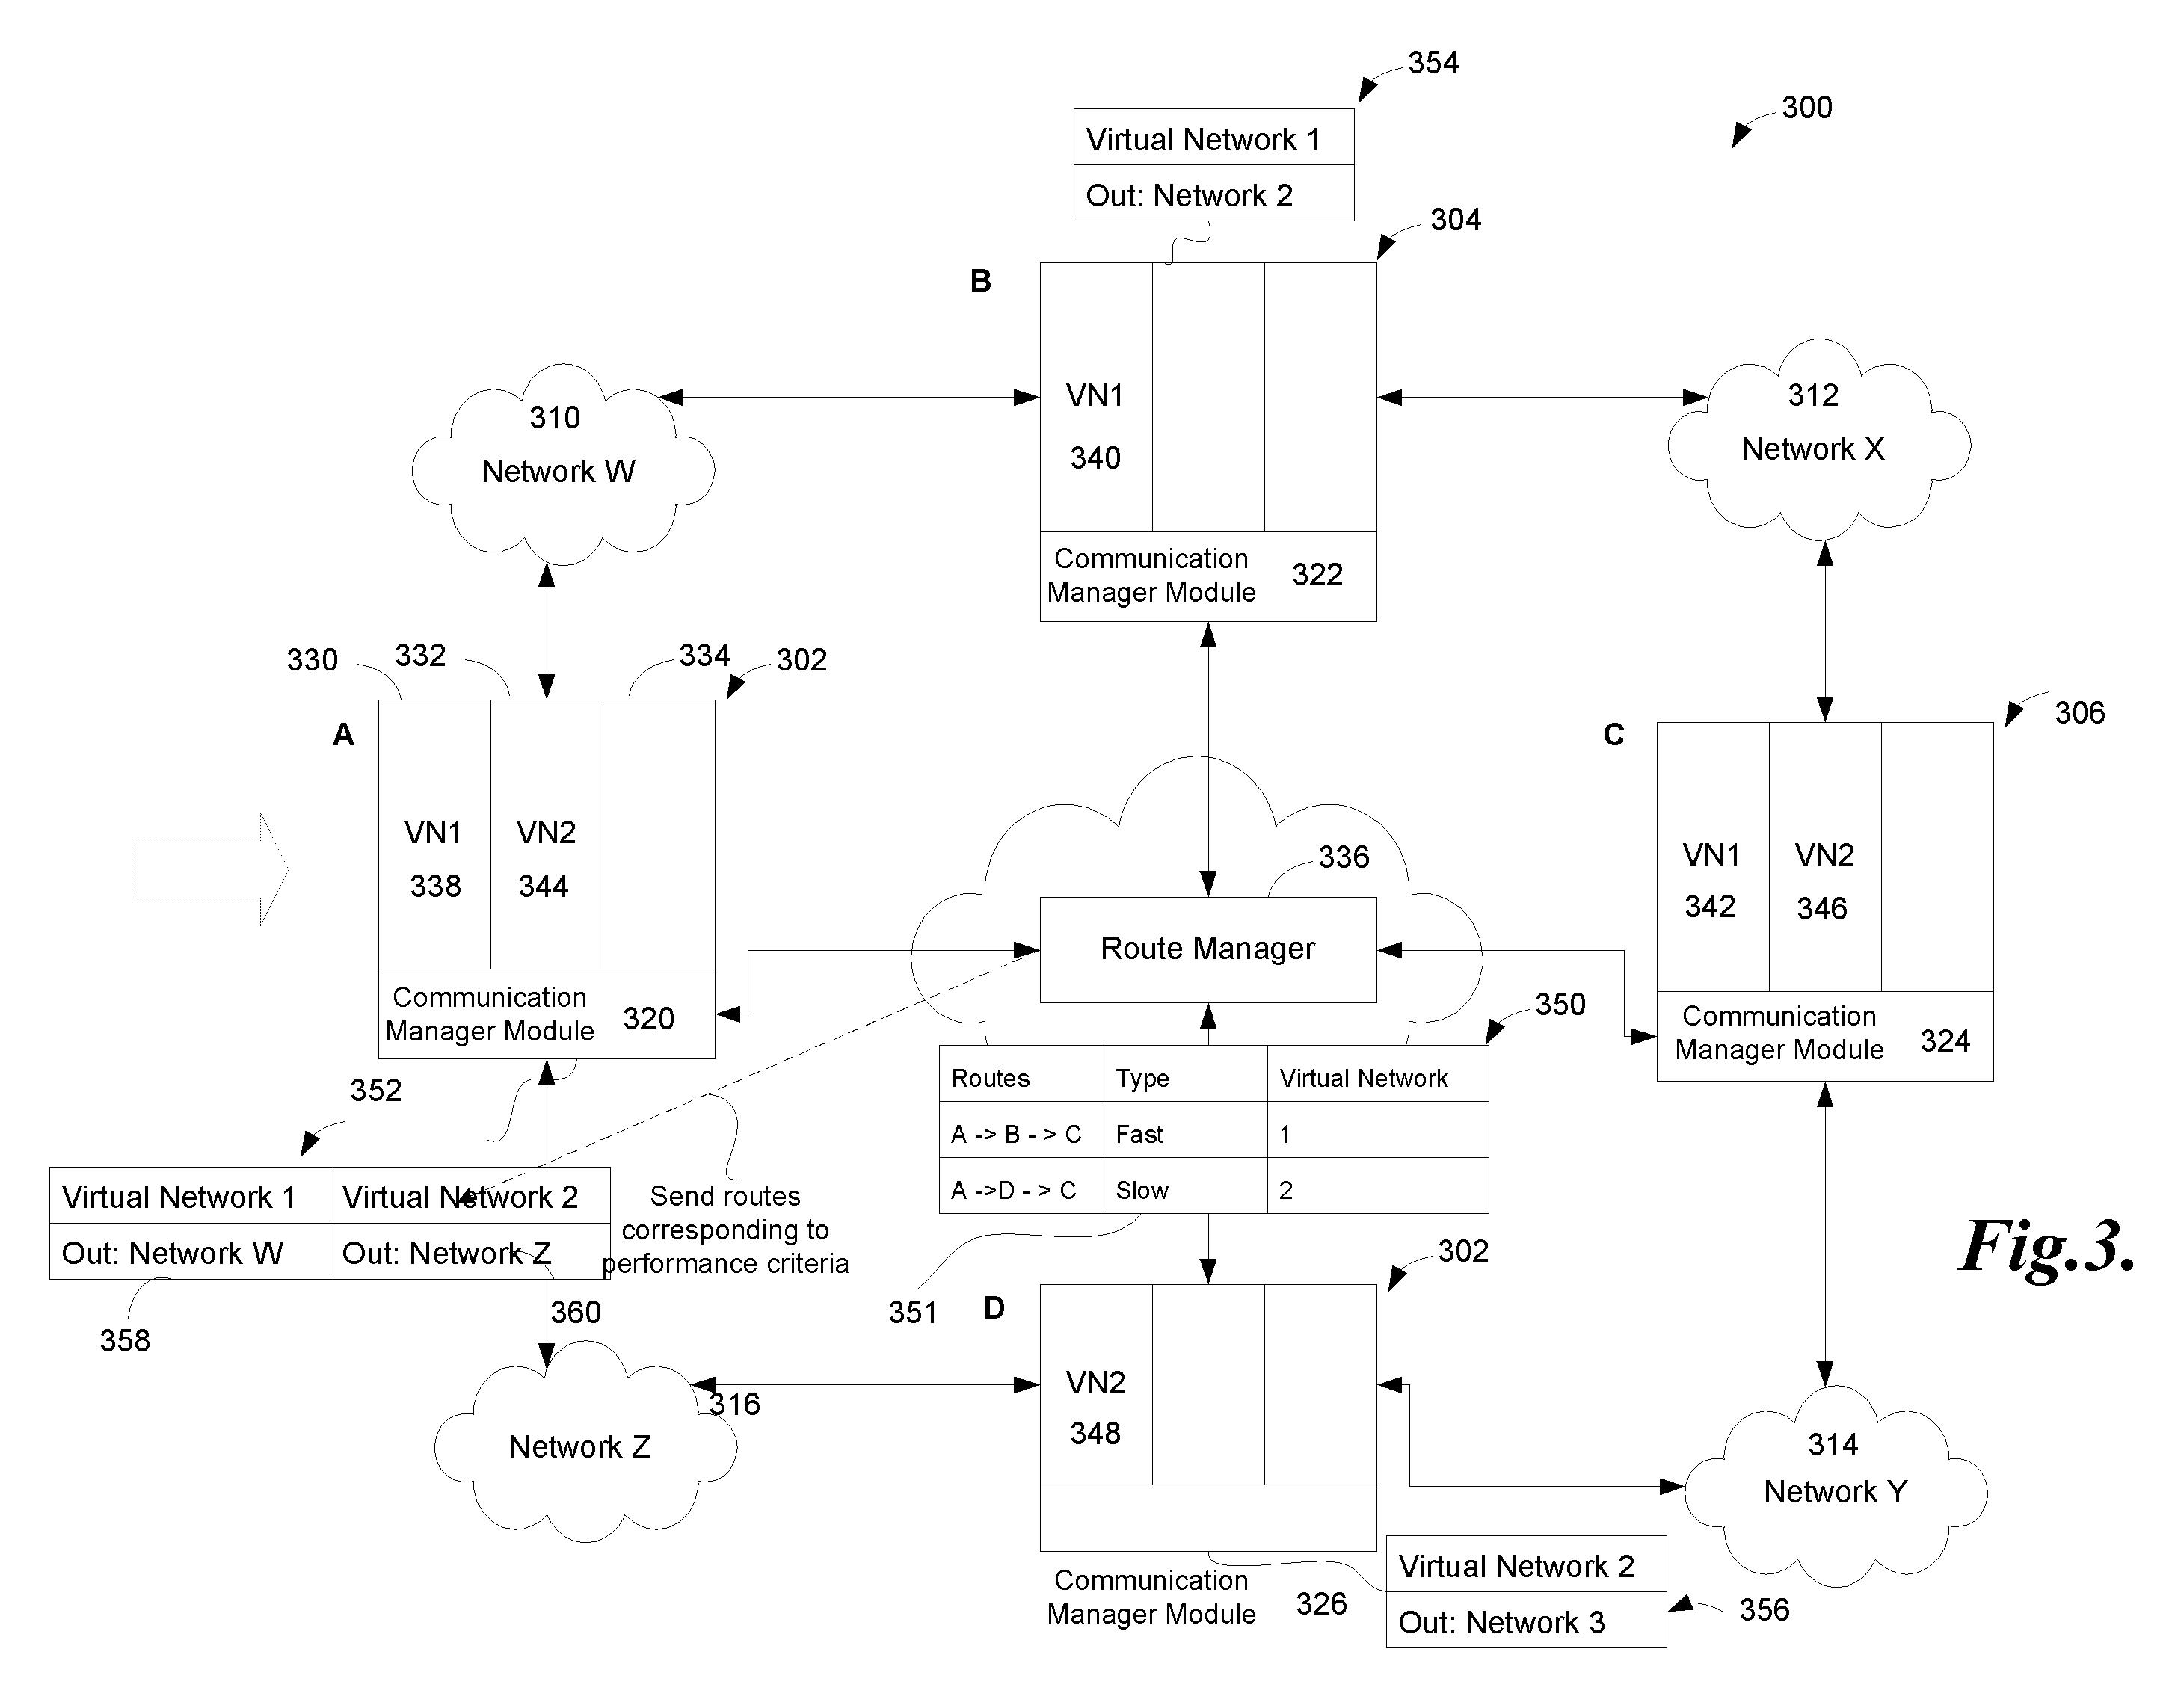 354
300
Virtual Network 1
Out: Network 2
304
B
VN1
340
310
Network W
312
Network X
Communication
Manager Module
322
330
332
334
302
306
A
C
VN1
338
VN2
344
VN1
342
VN2
346
336
Route Manager
Communication
Manager Module
320
350
Communication
Manager Module
324
352
Routes Type Virtual Network
A -> B - > C Fast 1
A ->D - > C Slow 2
Virtual Network 1 Virtual Network 2
Out: Network W Out: Network Z
Send routes
corresponding to
performance criteria
Fig.3.
302
351
360
358
D
316
VN2
348
Network Z
314
Network Y
Communication
Manager Module
326
Virtual Network 2
Out: Network 3
356